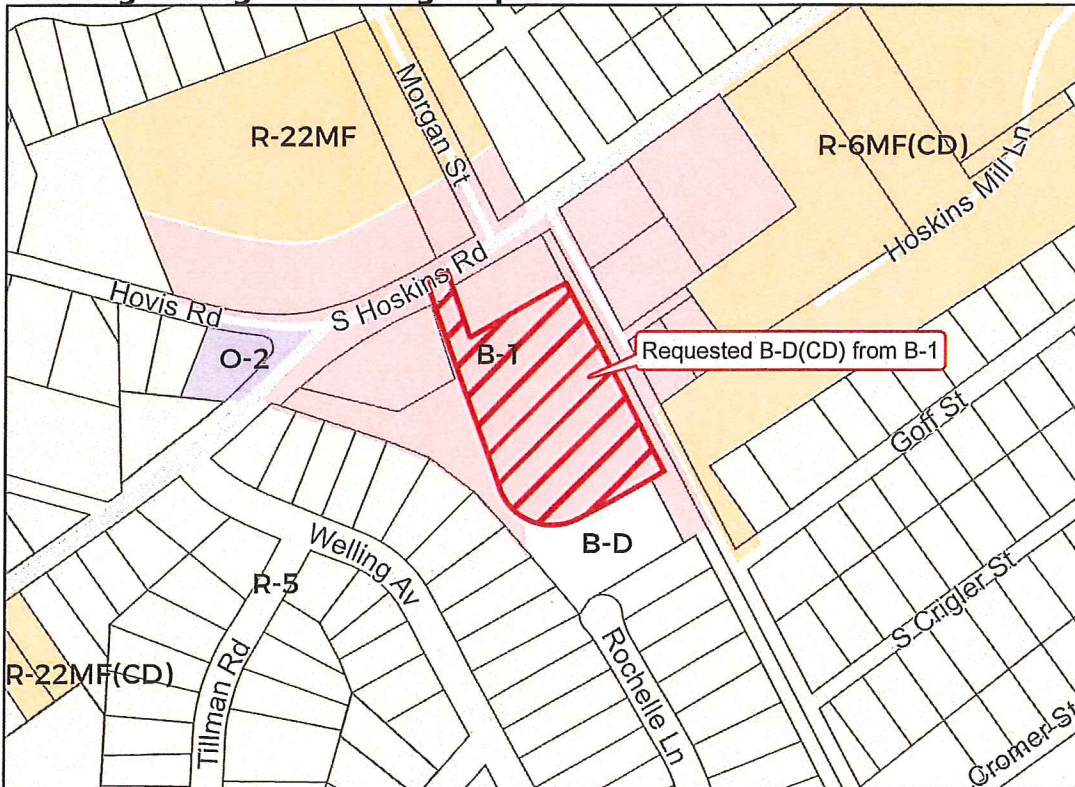 Morgan St
R-22MF
R-6MF(CD)
Hoskins Mill Ln
S Hoskins Rd
Hovis Rd
O-2
B-1
Requested B-D(CD) from B-1
Goff St
B-D
Welling Av
R-5
S Crigler St
R-22MF(CD)
Tillman Rd
Rochelle Ln
Cromer St